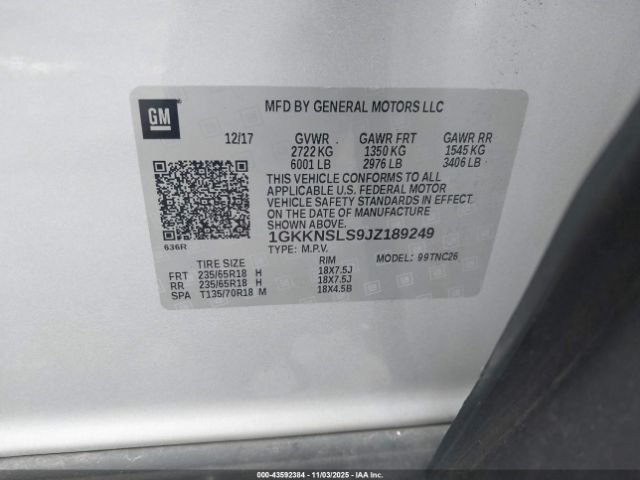 GM
MFD BY GENERAL MOTORS LLC
12/17 GVWR GAWR FRT GAWR RR
2722 KG 1350 KG 1545 KG
6001 LB 2976 LB 3406 LB
THIS VEHICLE CONFORMS TO ALL
APPLICABLE U.S. FEDERAL MOTOR
VEHICLE SAFETY STANDARDS IN EFFECT
ON THE DATE OF MANUFACTURE SHOWN ABOVE.
1GKKNSLS9JZ189249
636R
TYPE: M.P.V. MODEL: 99TNC26
TIRE SIZE RIM
FRT 235/65R18 H 18X7.5J
RR 235/65R18 H 18X7.5J
SPA T135/70R18 M 18X4.5B
000-43592384 | 11/03/2025 - IAA, Inc.